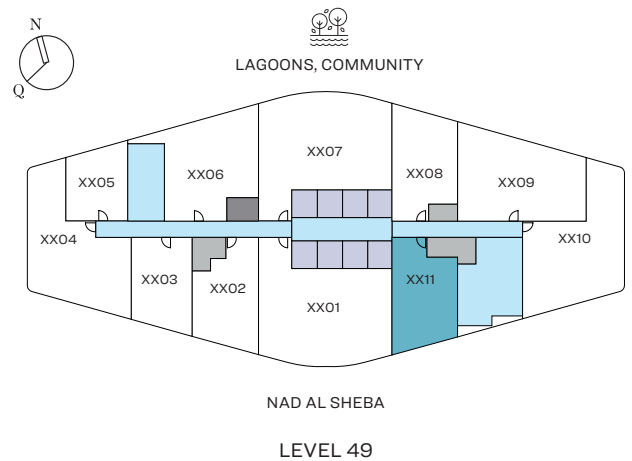 N
Q
LAGOONS, COMMUNITY
XX07
XX06
XX08
XX05
XX09
XX04
XX10
XX03
XX02
XX11
XX01
NAD AL SHEBA
LEVEL 49